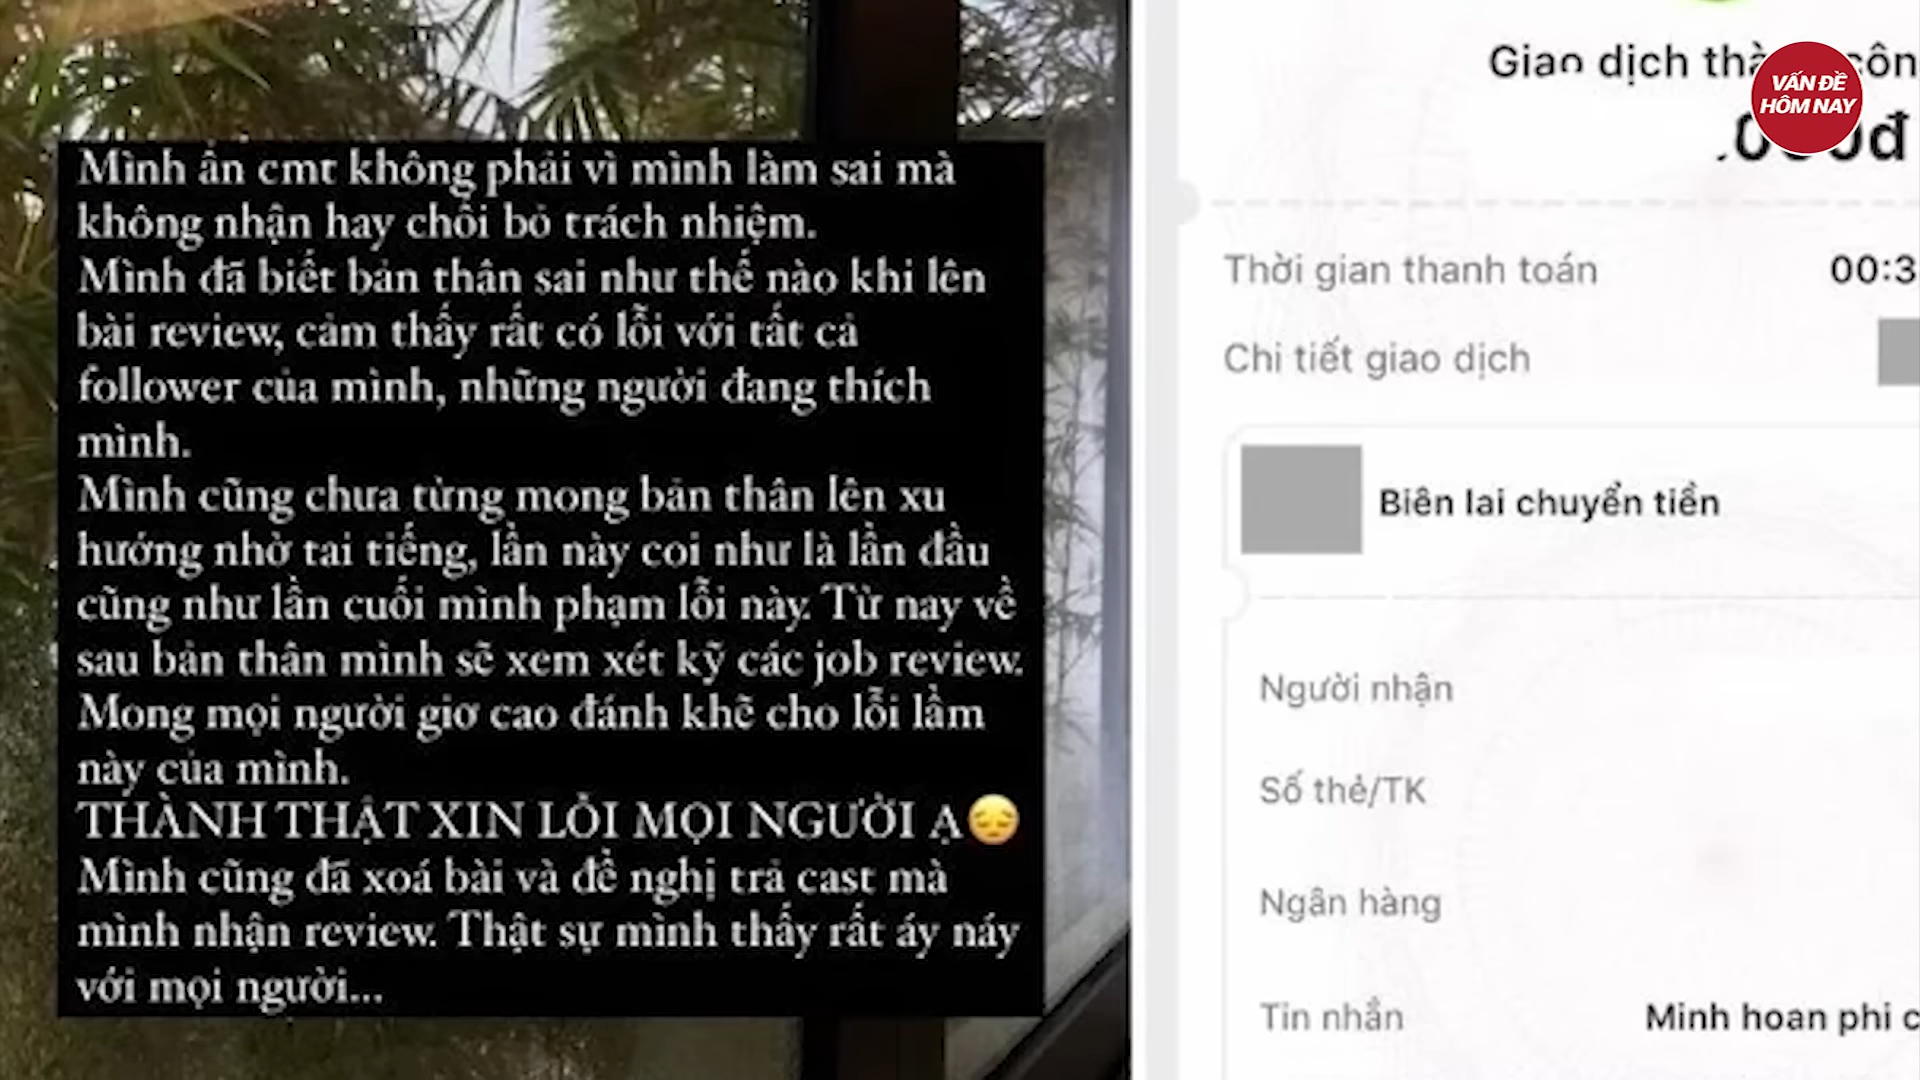 Mình ẩn cmt không phải vì mình làm sai mà
không nhận hay chối bỏ trách nhiệm.
Mình đã biết bản thân sai như thế nào khi lên
bài review, cảm thấy rất có lỗi với tất cả
follower của mình, những người đang thích
mình.
Mình cũng chưa từng mong bản thân lên xu
hướng nhờ tai tiếng, lần này coi như là lần đầu
cũng như lần cuối mình phạm lỗi này. Từ nay về
sau bản thân mình sẽ xem xét kỹ các job review.
Mong mọi người giơ cao đánh khẽ cho lỗi lầm
này của mình.
THÀNH THẬT XIN LỖI MỌI NGƯỜI Ạ😔
Mình cũng đã xoá bài và đề nghị trả cast mà
mình nhận review. Thật sự mình thấy rất áy náy
với mọi người...
Giao dịch
VẤN ĐỀ
HÔM NAY
Thời gian thanh toán 00:3
Chi tiết giao dịch
Biên lai chuyển tiền
Người nhận
Số thẻ/TK
Ngân hàng
Tin nhắn Minh hoan phi c